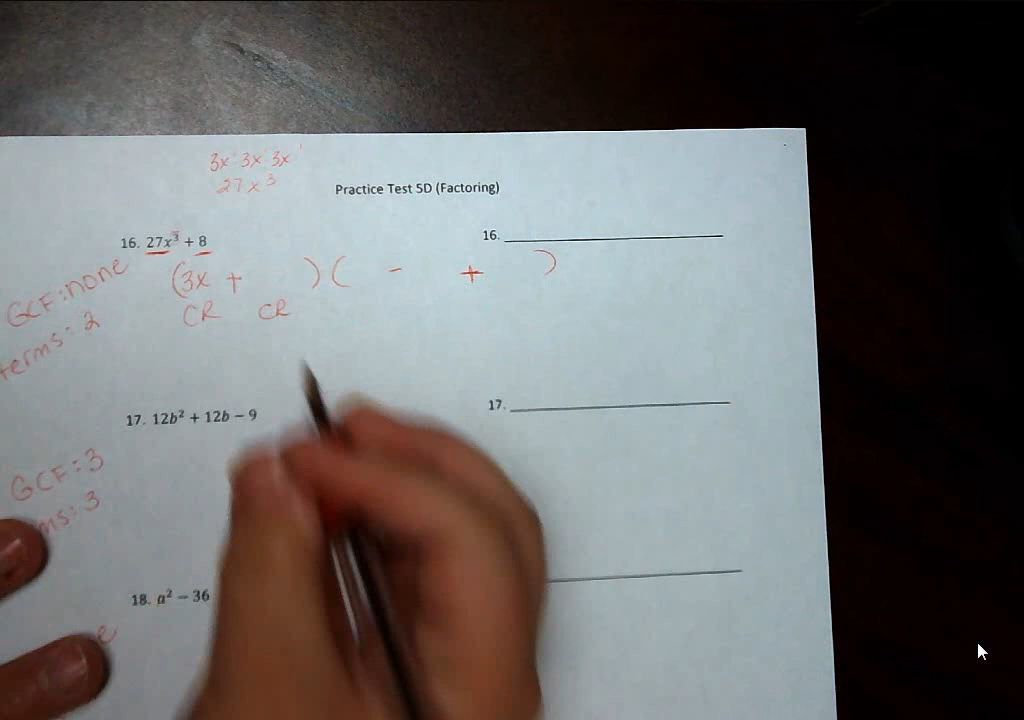 3x · 3x · 3x
27x³
Practice Test 5D (Factoring)
16. 27x³ + 8
16.
GCF: none
(3x + ) ( - + )
terms: 2
CR CR
17. 12b² + 12b – 9
17.
GCF: 3
ms: 3
18. a² – 36
e